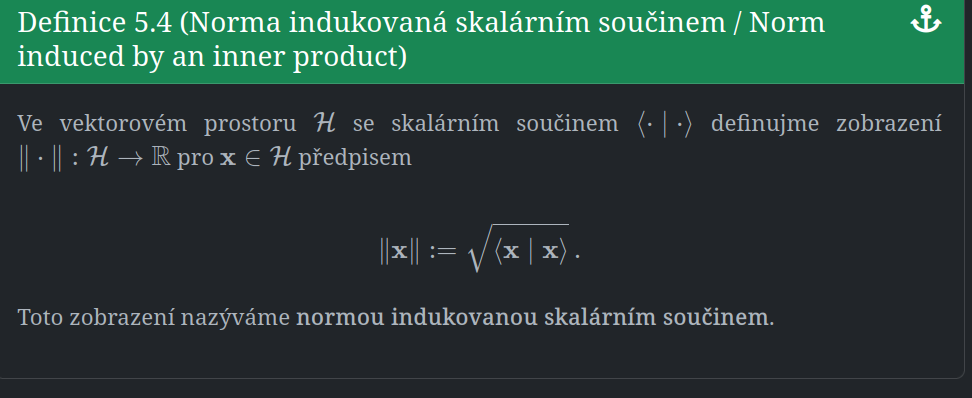 Definice 5.4 (Norma indukovaná skalárním součinem / Norm
induced by an inner product)
Ve vektorovém prostoru ℋ se skalárním součinem ⟨· | ·⟩ definujme zobrazení
‖ · ‖ : ℋ → ℝ pro x ∈ ℋ předpisem
‖x‖ := √⟨x | x⟩ .
Toto zobrazení nazýváme normou indukovanou skalárním součinem.